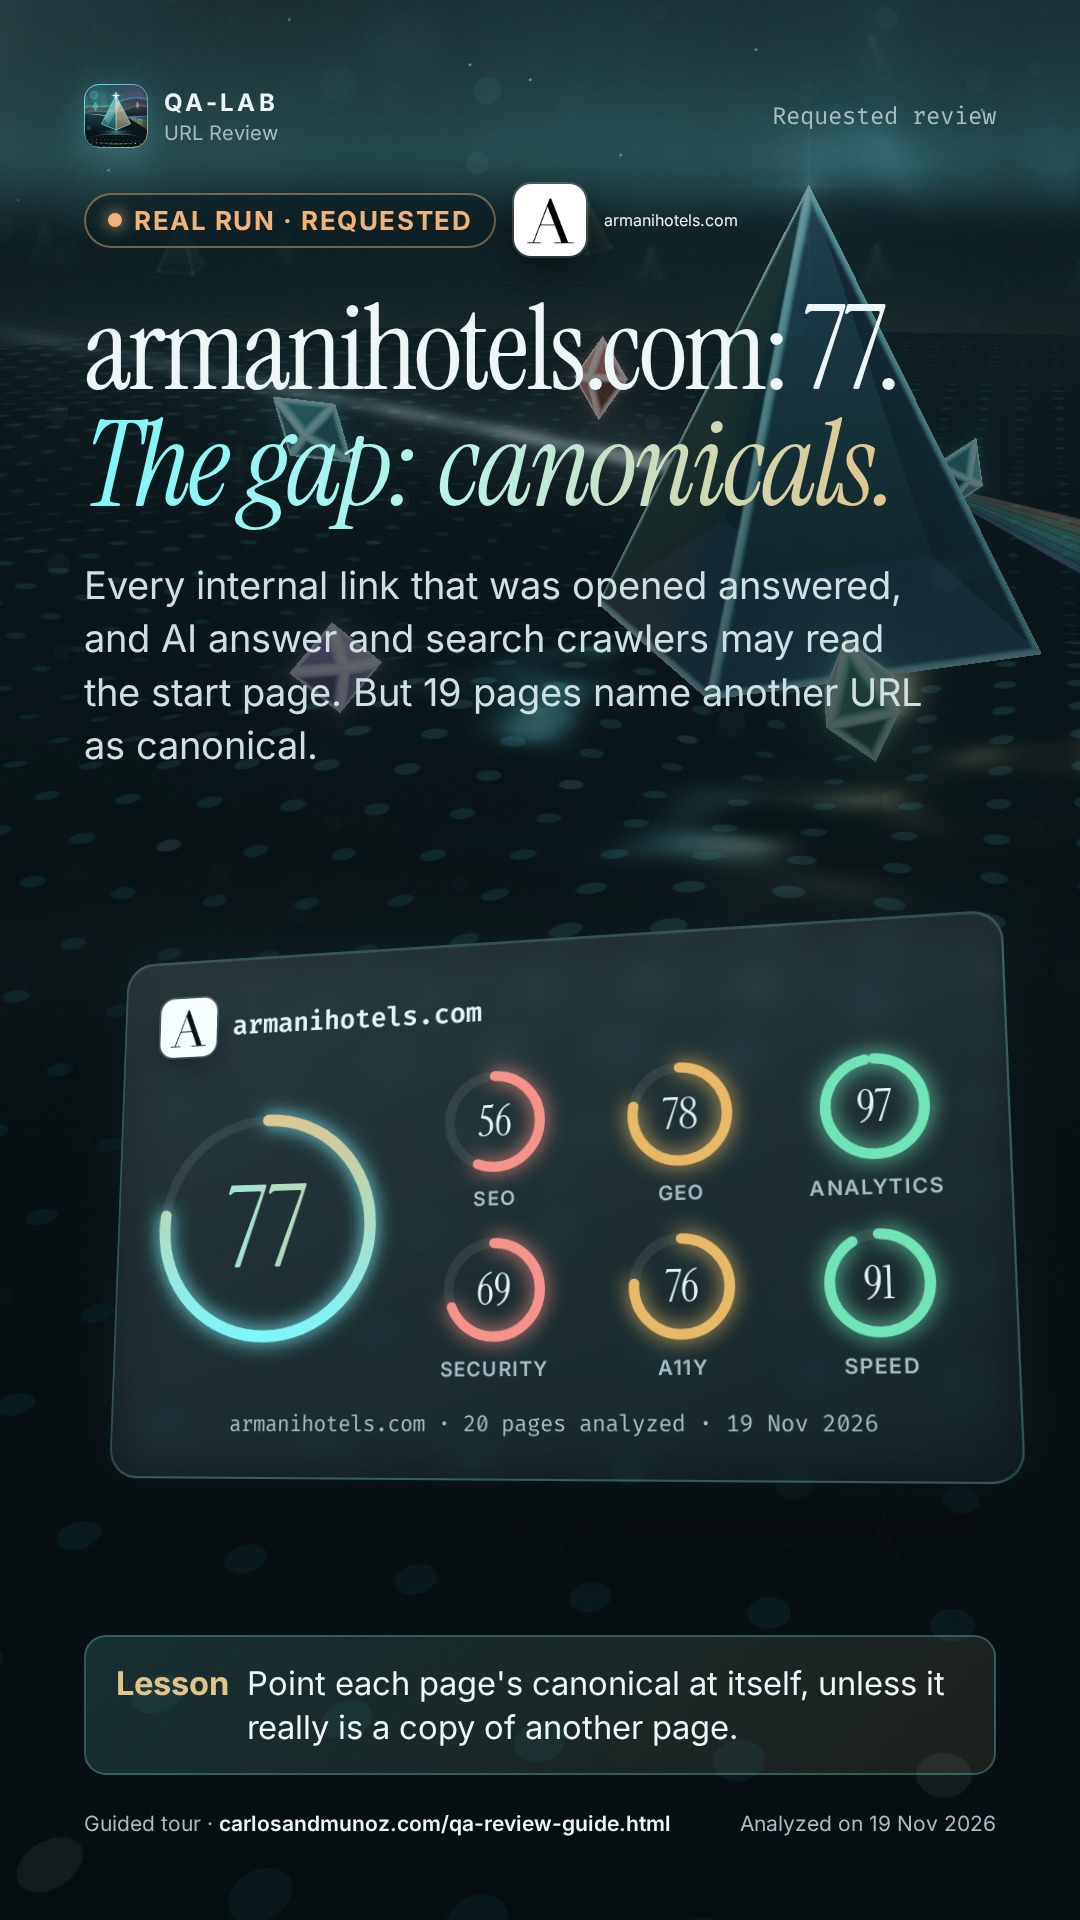 QA-LAB
URL Review
Requested review
REAL RUN · REQUESTED
A
armanihotels.com
armanihotels.com: 77.
The gap: canonicals.
Every internal link that was opened answered,
and AI answer and search crawlers may read
the start page. But 19 pages name another URL
as canonical.
A
armanihotels.com
77
56
SEO
78
GEO
97
ANALYTICS
69
SECURITY
76
A11Y
91
SPEED
armanihotels.com · 20 pages analyzed · 19 Nov 2026
Lesson Point each page's canonical at itself, unless it
really is a copy of another page.
Guided tour · carlosandmunoz.com/qa-review-guide.html
Analyzed on 19 Nov 2026